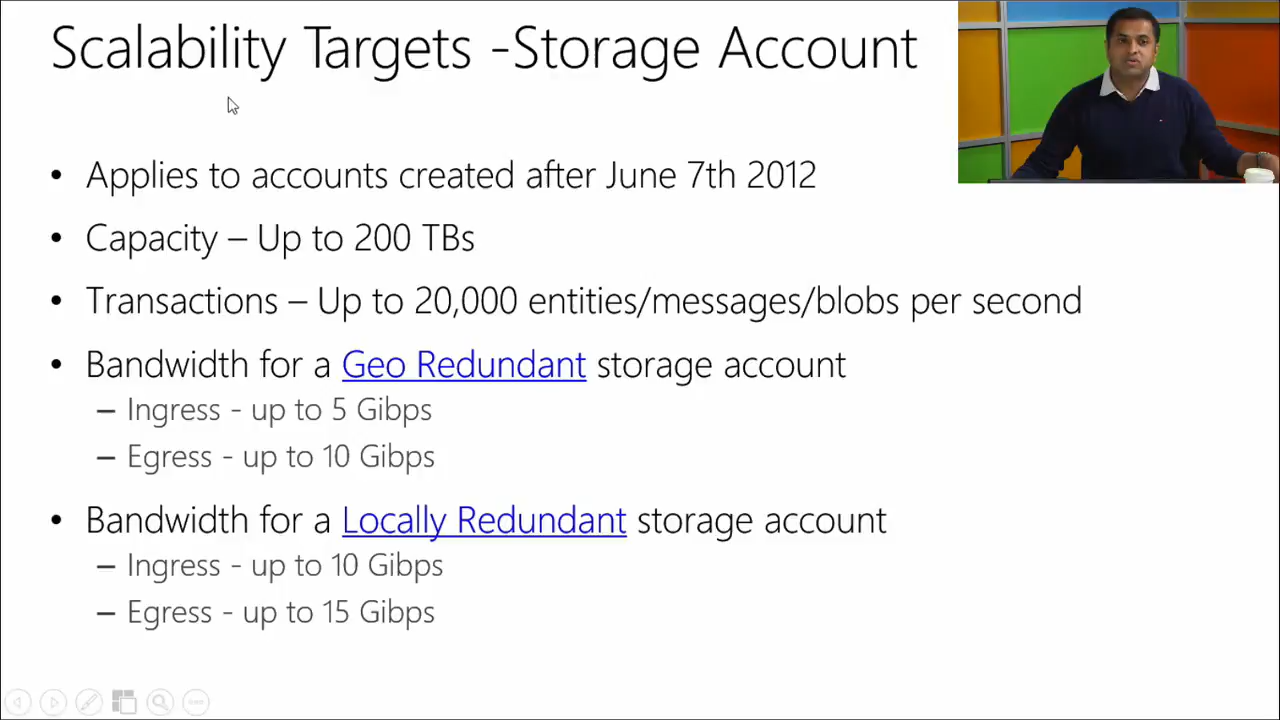 Scalability Targets -Storage Account
• Applies to accounts created after June 7th 2012
• Capacity – Up to 200 TBs
• Transactions – Up to 20,000 entities/messages/blobs per second
• Bandwidth for a Geo Redundant storage account
– Ingress - up to 5 Gibps
– Egress - up to 10 Gibps
• Bandwidth for a Locally Redundant storage account
– Ingress - up to 10 Gibps
– Egress - up to 15 Gibps